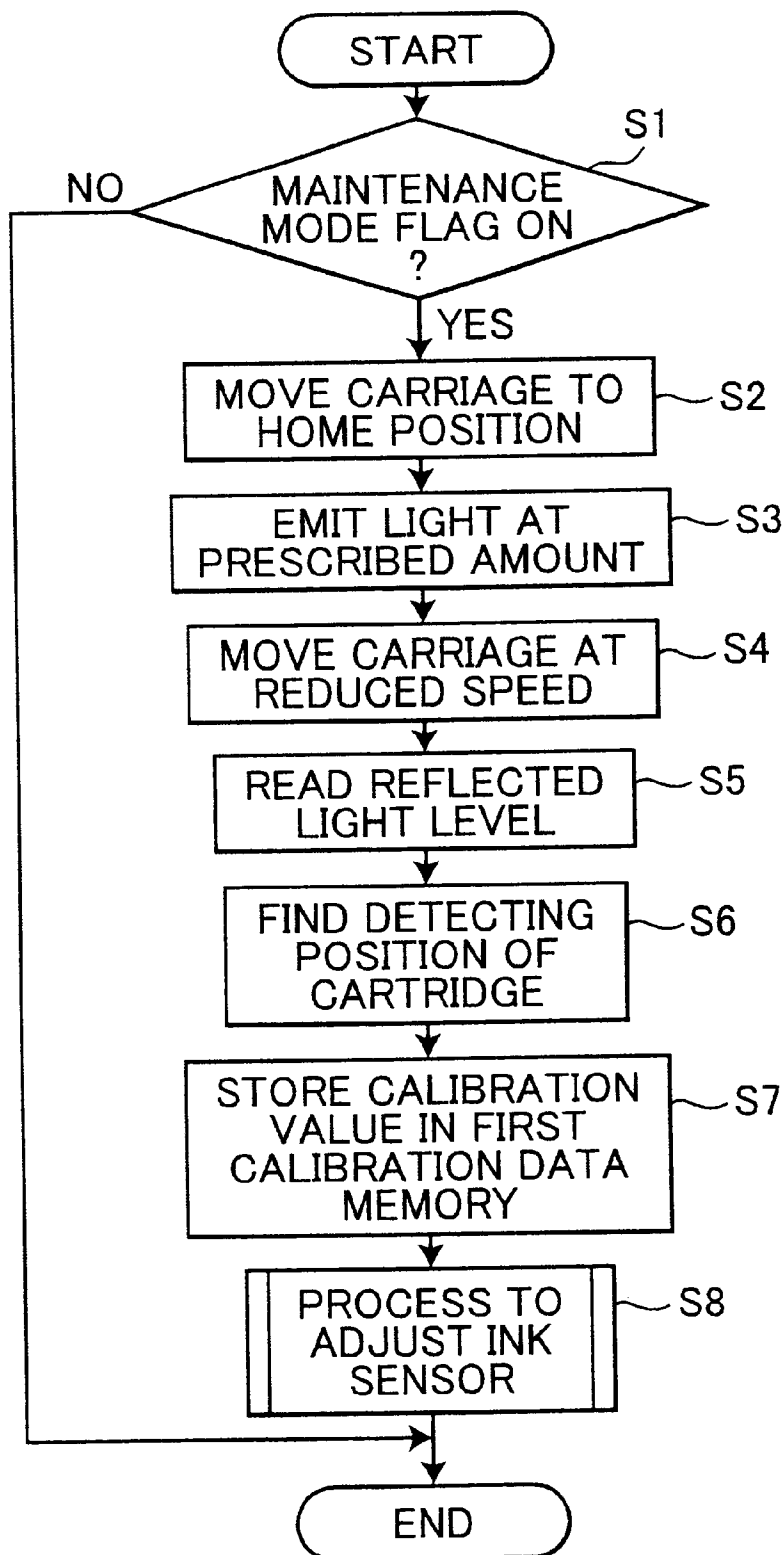 START
S1
NO
MAINTENANCE
MODE FLAG ON
?
YES
MOVE CARRIAGE TO
HOME POSITION
S2
EMIT LIGHT AT
PRESCRIBED AMOUNT
S3
MOVE CARRIAGE AT
REDUCED SPEED
S4
READ REFLECTED
LIGHT LEVEL
S5
FIND DETECTING
POSITION OF
CARTRIDGE
S6
STORE CALIBRATION
VALUE IN FIRST
CALIBRATION DATA
MEMORY
S7
PROCESS TO
ADJUST INK
SENSOR
S8
END